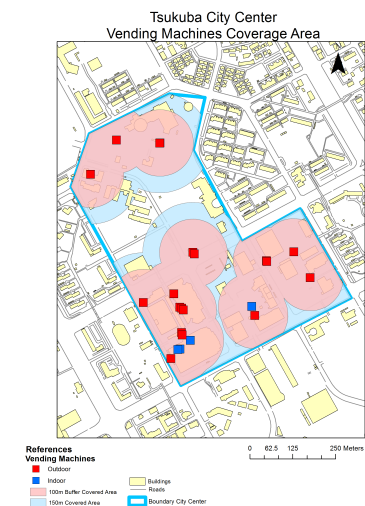 Tsukuba City Center
Vending Machines Coverage Area
References
Vending Machines
Outdoor
Indoor
100m Buffer Covered Area
150m Covered Area
Buildings
Roads
Boundary City Center
0 62.5 125 250 Meters